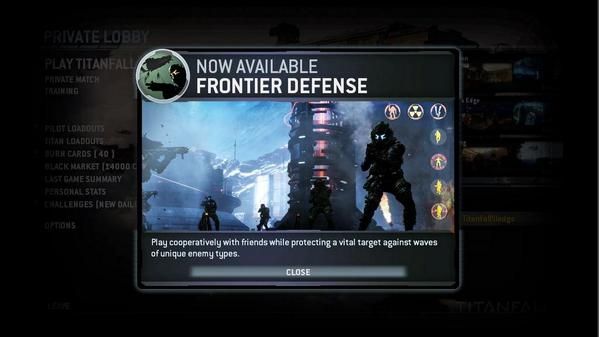 PRIVATE LOBBY
NOW AVAILABLE
FRONTIER DEFENSE
PLAY TITANFALL
PRIVATE MATCH
TRAINING
PILOT LOADOUTS
TITAN LOADOUTS
BURN CARDS [ 40 ]
BLACK MARKET [14000 C
LAST GAME SUMMARY
PERSONAL STATS
CHALLENGES [NEW DAIL
OPTIONS
Edge
Play cooperatively with friends while protecting a vital target against waves
of unique enemy types.
CLOSE
LEAVE
TITANFALL